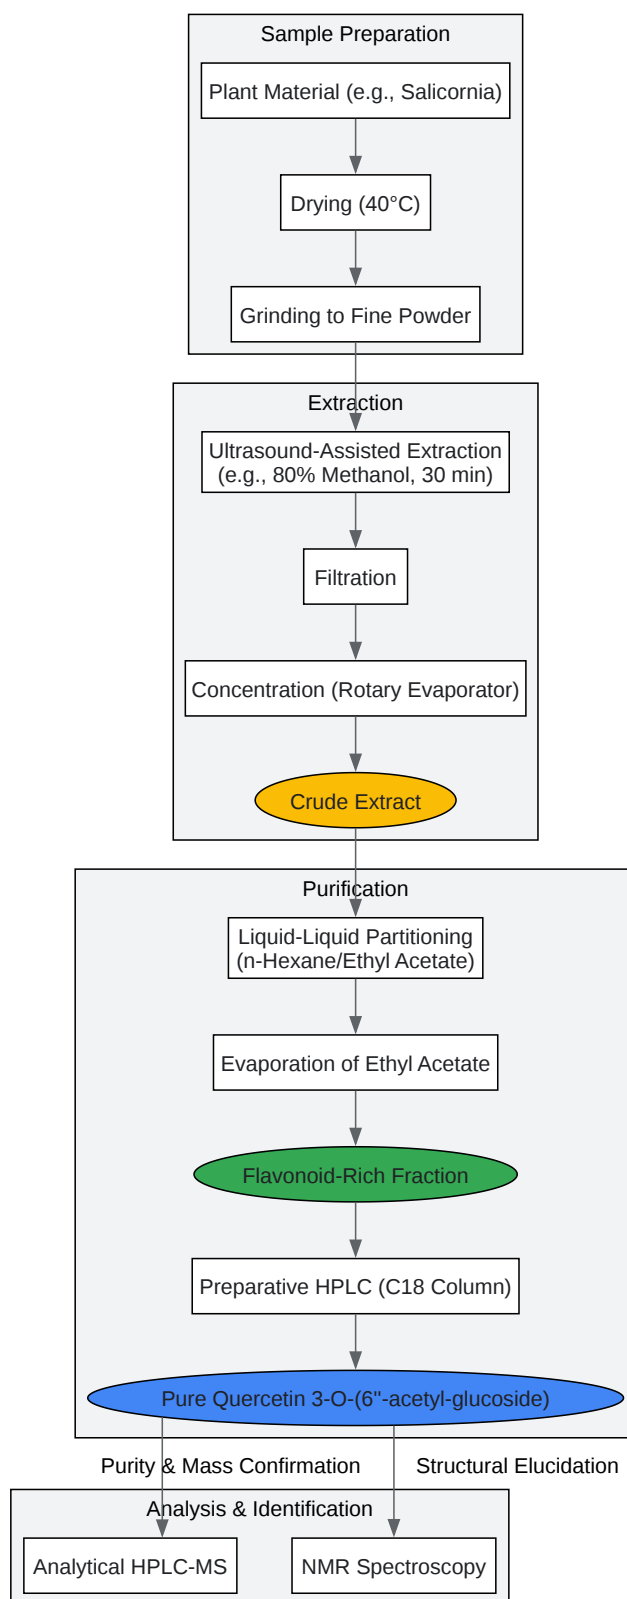 Sample Preparation
Plant Material (e.g., Salicornia)
Drying (40°C)
Grinding to Fine Powder
Extraction
Ultrasound-Assisted Extraction
(e.g., 80% Methanol, 30 min)
Filtration
Concentration (Rotary Evaporator)
Crude Extract
Purification
Liquid-Liquid Partitioning
(n-Hexane/Ethyl Acetate)
Evaporation of Ethyl Acetate
Flavonoid-Rich Fraction
Preparative HPLC (C18 Column)
Pure Quercetin 3-O-(6''-acetyl-glucoside)
Purity & Mass Confirmation
Structural Elucidation
Analysis & Identification
Analytical HPLC-MS
NMR Spectroscopy